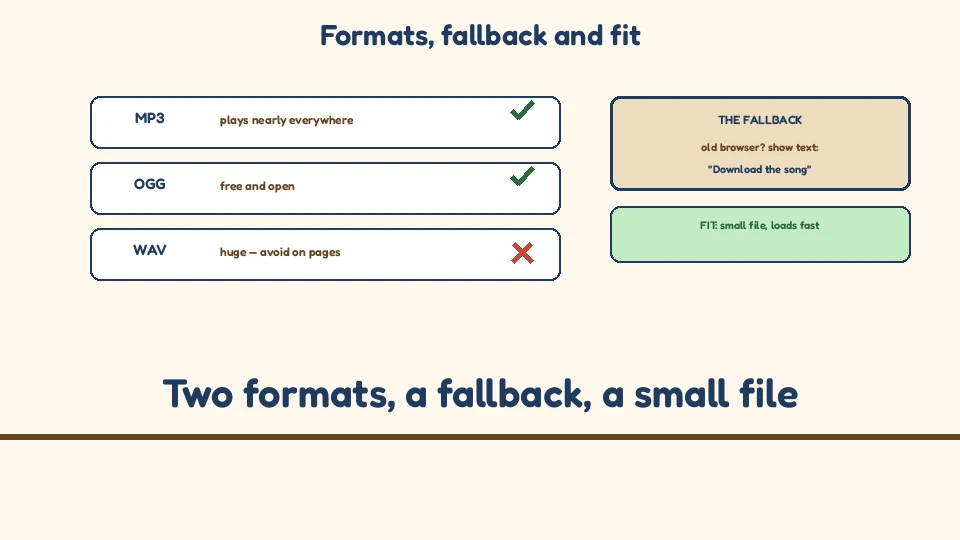 Formats, fallback and fit
MP3 plays nearly everywhere
OGG free and open
WAV huge – avoid on pages
THE FALLBACK
old browser? show text:
"Download the song"
FIT: small file, loads fast
Two formats, a fallback, a small file